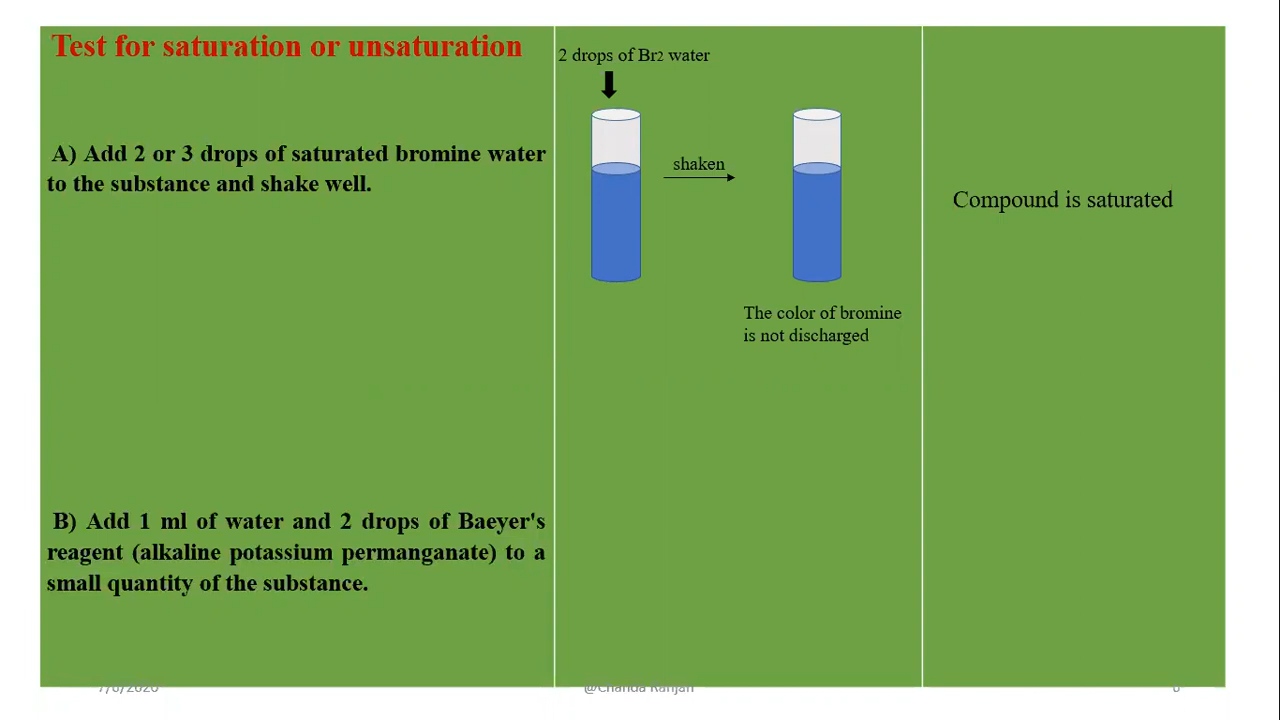 Test for saturation or unsaturation
2 drops of Br2 water
A) Add 2 or 3 drops of saturated bromine water
to the substance and shake well.
shaken
Compound is saturated
The color of bromine
is not discharged
B) Add 1 ml of water and 2 drops of Baeyer's
reagent (alkaline potassium permanganate) to a
small quantity of the substance.
@Chanda Ranjan